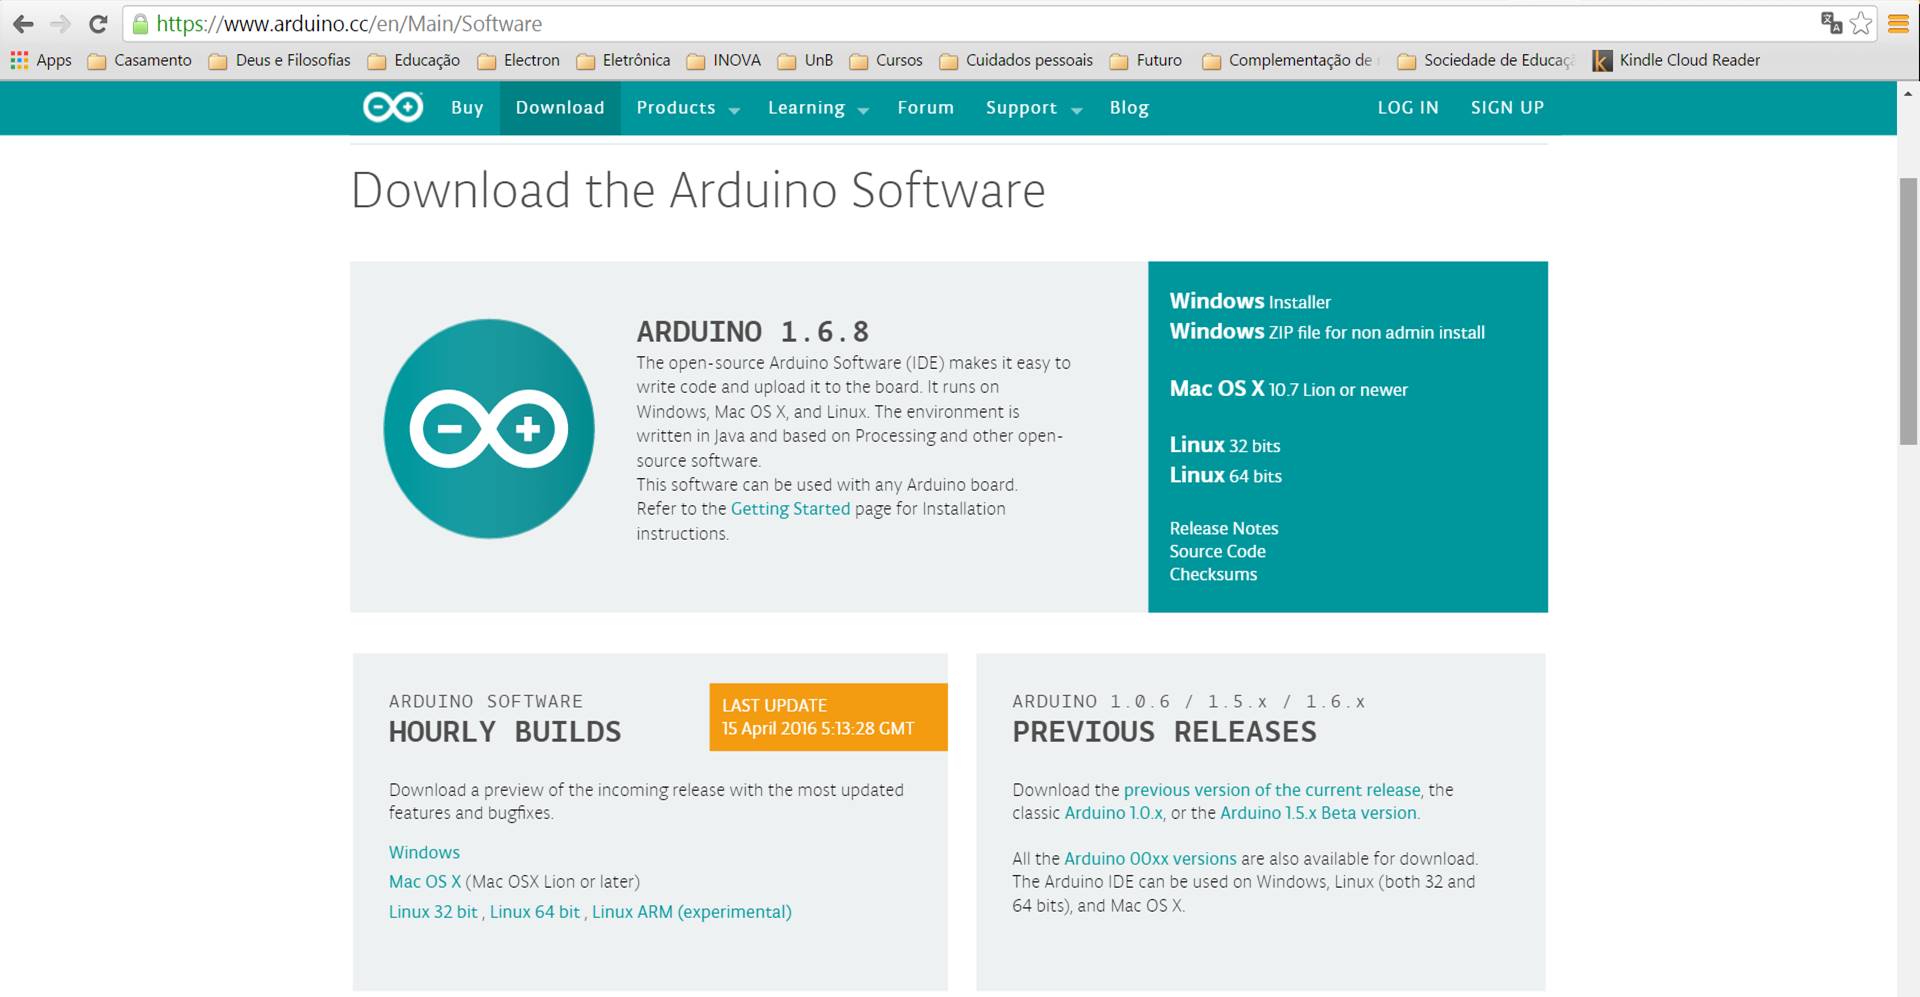 https://www.arduino.cc/en/Main/Software
Apps Casamento Deus e Filosofias Educação Electron Eletrônica INOVA UnB Cursos Cuidados pessoais Futuro Complementação de Sociedade de Educaç Kindle Cloud Reader
Buy Download Products Learning Forum Support Blog LOG IN SIGN UP
Download the Arduino Software
ARDUINO 1.6.8
The open-source Arduino Software (IDE) makes it easy to
write code and upload it to the board. It runs on
Windows, Mac OS X, and Linux. The environment is
written in Java and based on Processing and other open-
source software.
This software can be used with any Arduino board.
Refer to the Getting Started page for Installation
instructions.
Windows Installer
Windows ZIP file for non admin install
Mac OS X 10.7 Lion or newer
Linux 32 bits
Linux 64 bits
Release Notes
Source Code
Checksums
ARDUINO SOFTWARE
HOURLY BUILDS
LAST UPDATE
15 April 2016 5:13:28 GMT
Download a preview of the incoming release with the most updated
features and bugfixes.
Windows
Mac OS X (Mac OSX Lion or later)
Linux 32 bit , Linux 64 bit , Linux ARM (experimental)
ARDUINO 1.0.6 / 1.5.x / 1.6.x
PREVIOUS RELEASES
Download the previous version of the current release, the
classic Arduino 1.0.x, or the Arduino 1.5.x Beta version.
All the Arduino 00xx versions are also available for download.
The Arduino IDE can be used on Windows, Linux (both 32 and
64 bits), and Mac OS X.